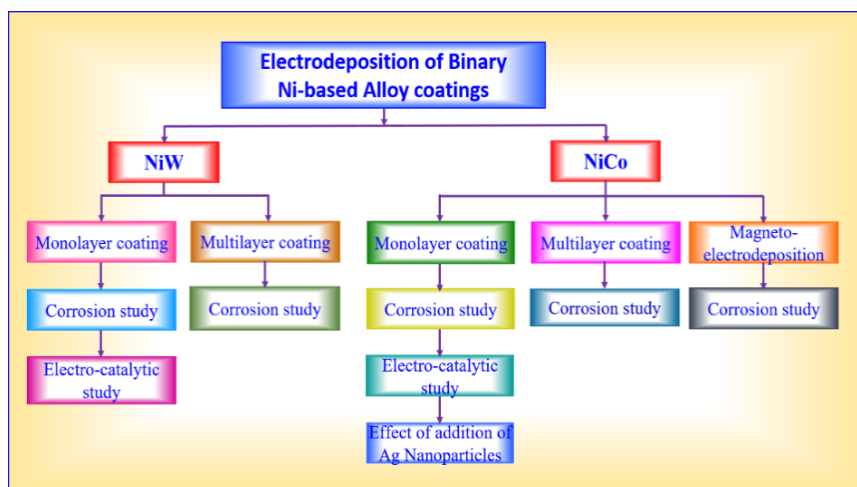 Electrodeposition of Binary
Ni-based Alloy coatings
NiW
NiCo
Monolayer coating
Multilayer coating
Monolayer coating
Multilayer coating
Magneto-
electrodeposition
Corrosion study
Corrosion study
Corrosion study
Corrosion study
Corrosion study
Electro-catalytic
study
Electro-catalytic
study
Effect of addition of
Ag Nanoparticles